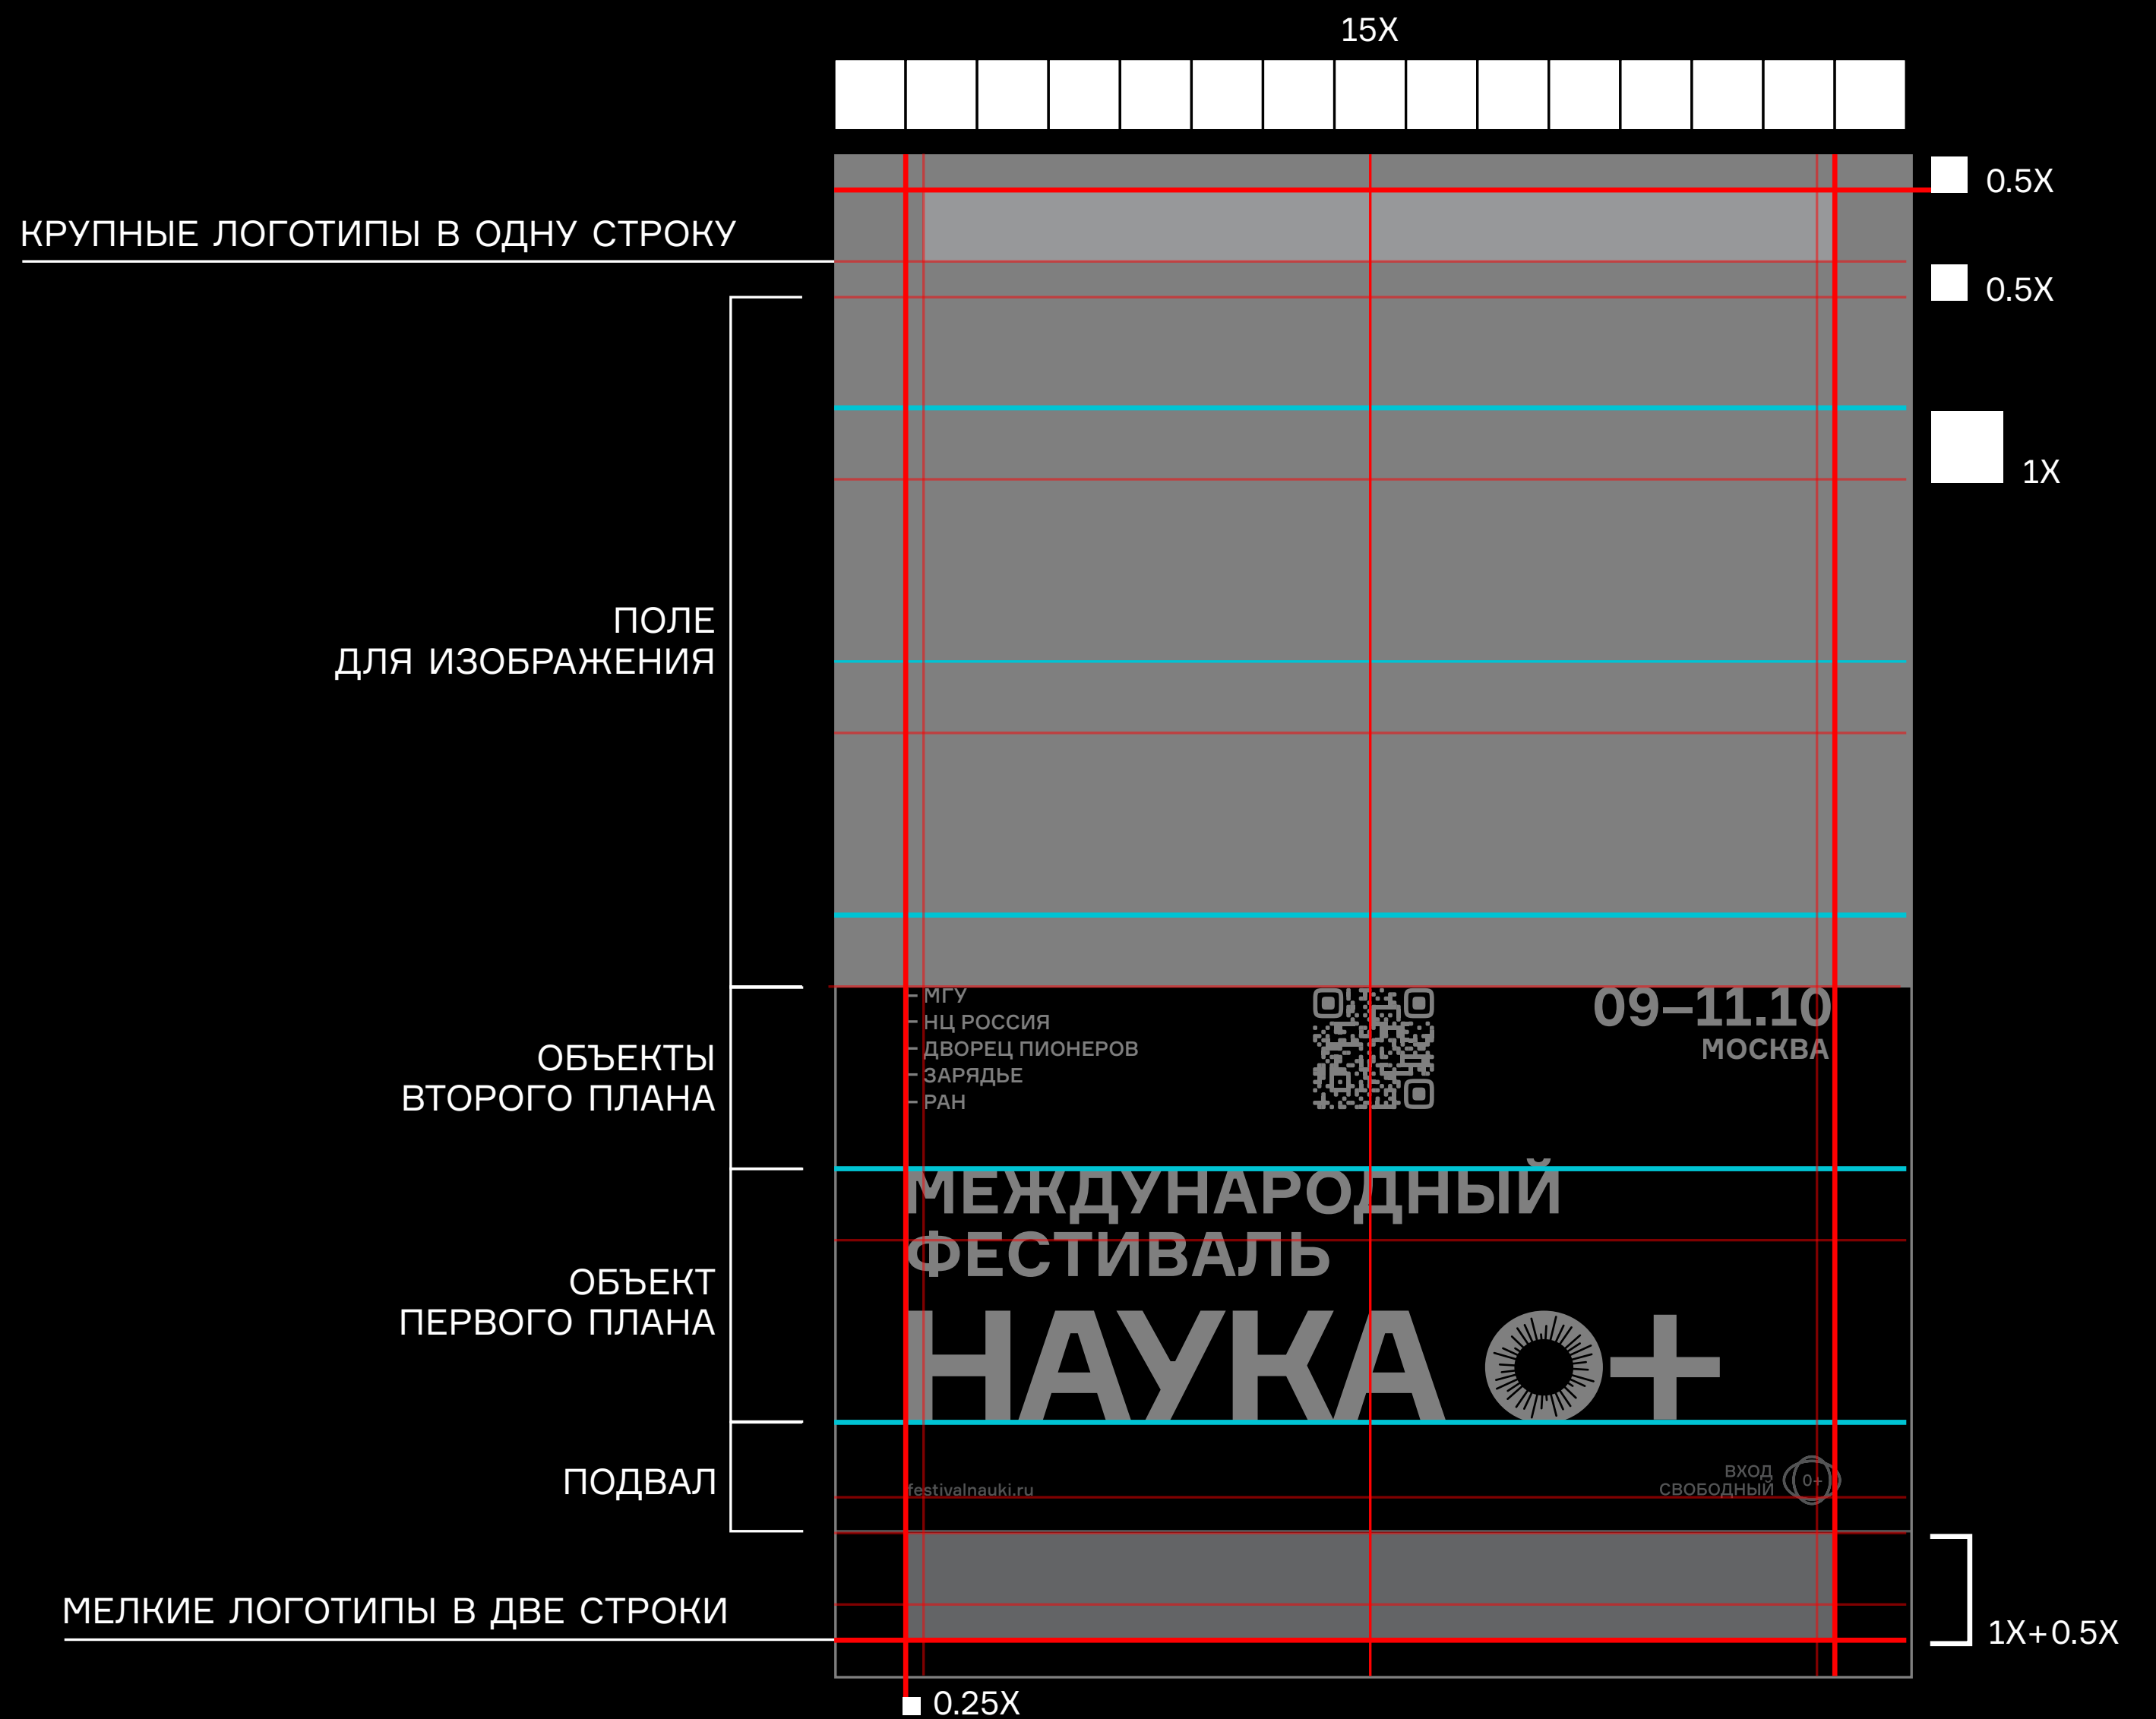 15X
0.5X
КРУПНЫЕ ЛОГОТИПЫ В ОДНУ СТРОКУ
0.5X
1X
ПОЛЕ
ДЛЯ ИЗОБРАЖЕНИЯ
ОБЪЕКТЫ
ВТОРОГО ПЛАНА
МГУ
НЦ РОССИЯ
ДВОРЕЦ ПИОНЕРОВ
ЗАРЯДЬЕ
РАН
09–11.10
МОСКВА
ОБЪЕКТ
ПЕРВОГО ПЛАНА
МЕЖДУНАРОДНЫЙ
ФЕСТИВАЛЬ
НАУКА O+
ПОДВАЛ
festivalnauki.ru
ВХОД
СВОБОДНЫЙ
0+
МЕЛКИЕ ЛОГОТИПЫ В ДВЕ СТРОКИ
1X+0.5X
0.25X